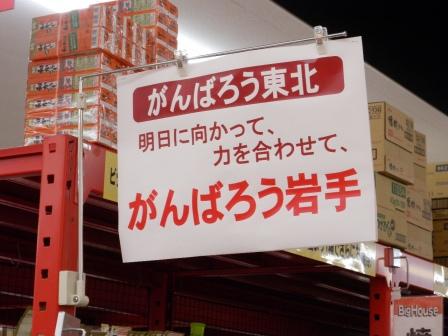 がんばろう東北
明日に向かって、
力を合わせて、
がんばろう岩手
BigHouse